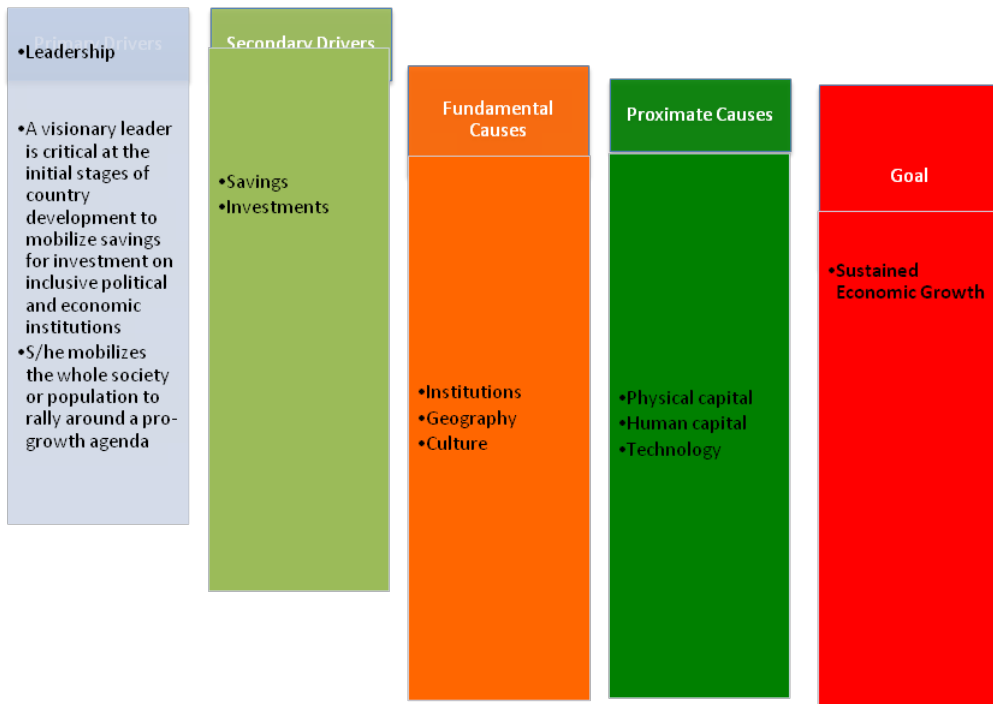 Primary Drivers
•Leadership
•A visionary leader
is critical at the
initial stages of
country
development to
mobilize savings
for investment on
inclusive political
and economic
institutions
•S/he mobilizes
the whole society
or population to
rally around a pro-
growth agenda
Secondary Drivers
•Savings
•Investments
Fundamental
Causes
•Institutions
•Geography
•Culture
Proximate Causes
•Physical capital
•Human capital
•Technology
Goal
•Sustained
Economic Growth